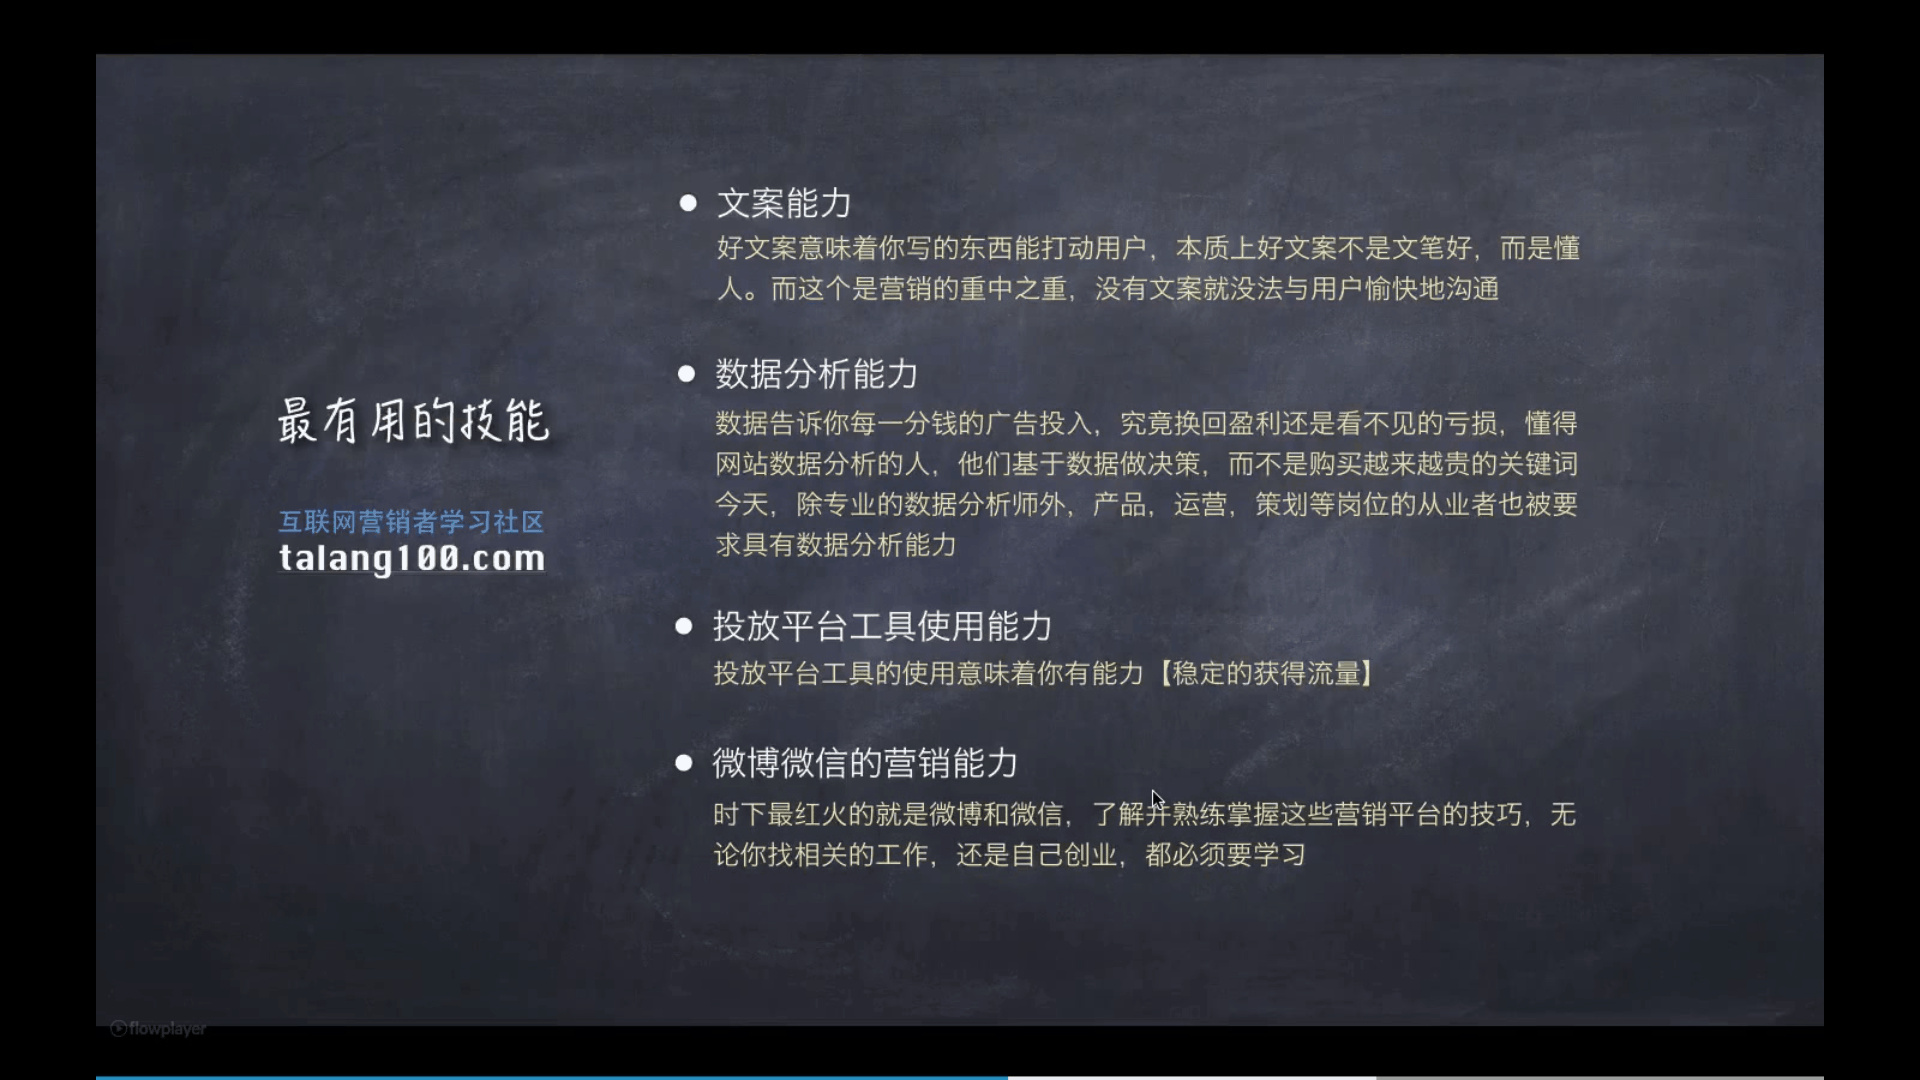 最有用的技能
互联网营销者学习社区
talang100.com
文案能力
好文案意味着你写的东西能打动用户，本质上好文案不是文笔好，而是懂
人。而这个是营销的重中之重，没有文案就没法与用户愉快地沟通
数据分析能力
数据告诉你每一分钱的广告投入，究竟换回盈利还是看不见的亏损，懂得
网站数据分析的人，他们基于数据做决策，而不是购买越来越贵的关键词
今天，除专业的数据分析师外，产品，运营，策划等岗位的从业者也被要
求具有数据分析能力
投放平台工具使用能力
投放平台工具的使用意味着你有能力【稳定的获得流量】
微博微信的营销能力
时下最红火的就是微博和微信，了解并熟练掌握这些营销平台的技巧，无
论你找相关的工作，还是自己创业，都必须要学习
flowplayer